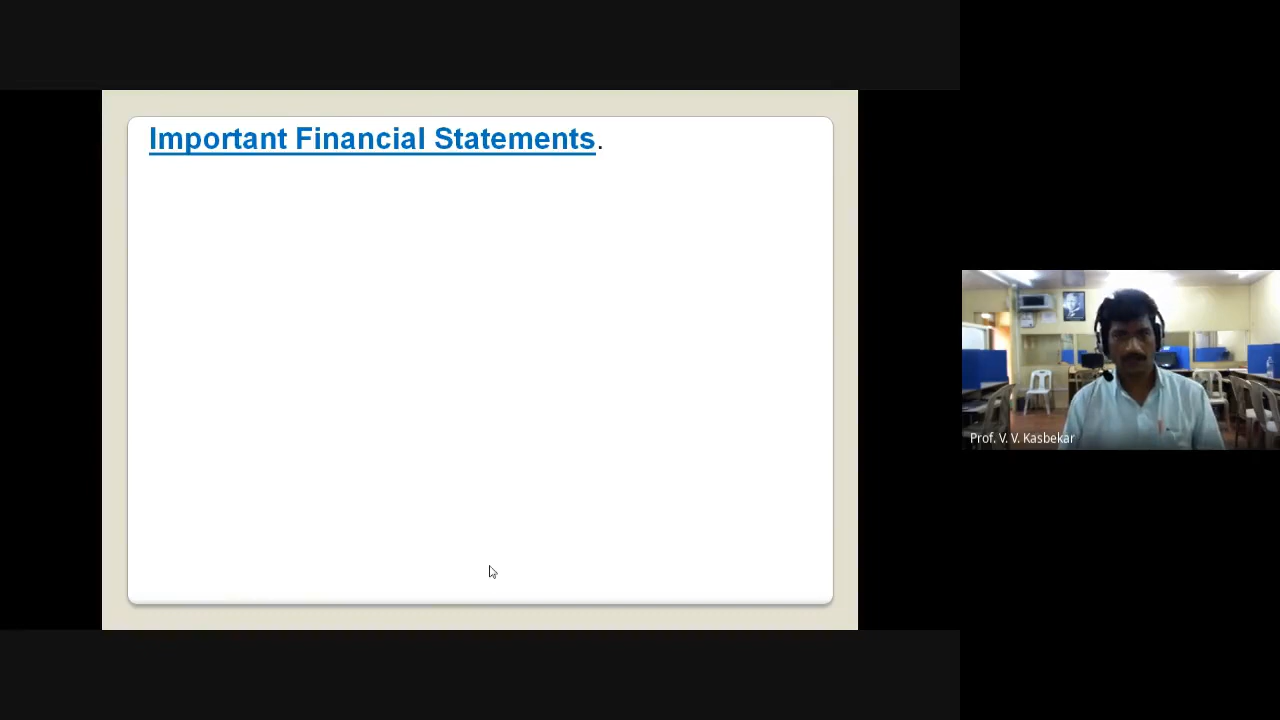 Important Financial Statements.
Prof. V. V. Kasbekar